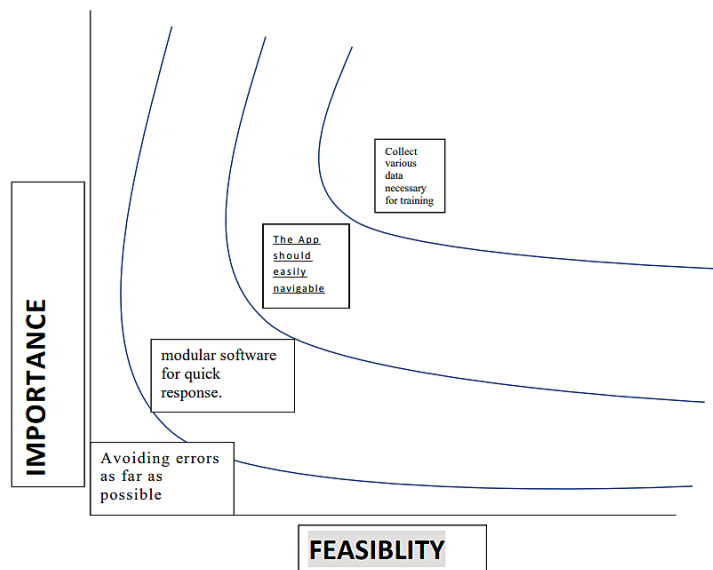 Collect
various
data
necessary
for training
The App
should
easily
navigable
modular software
for quick
response.
Avoiding errors
as far as
possible
IMPORTANCE
FEASIBLITY